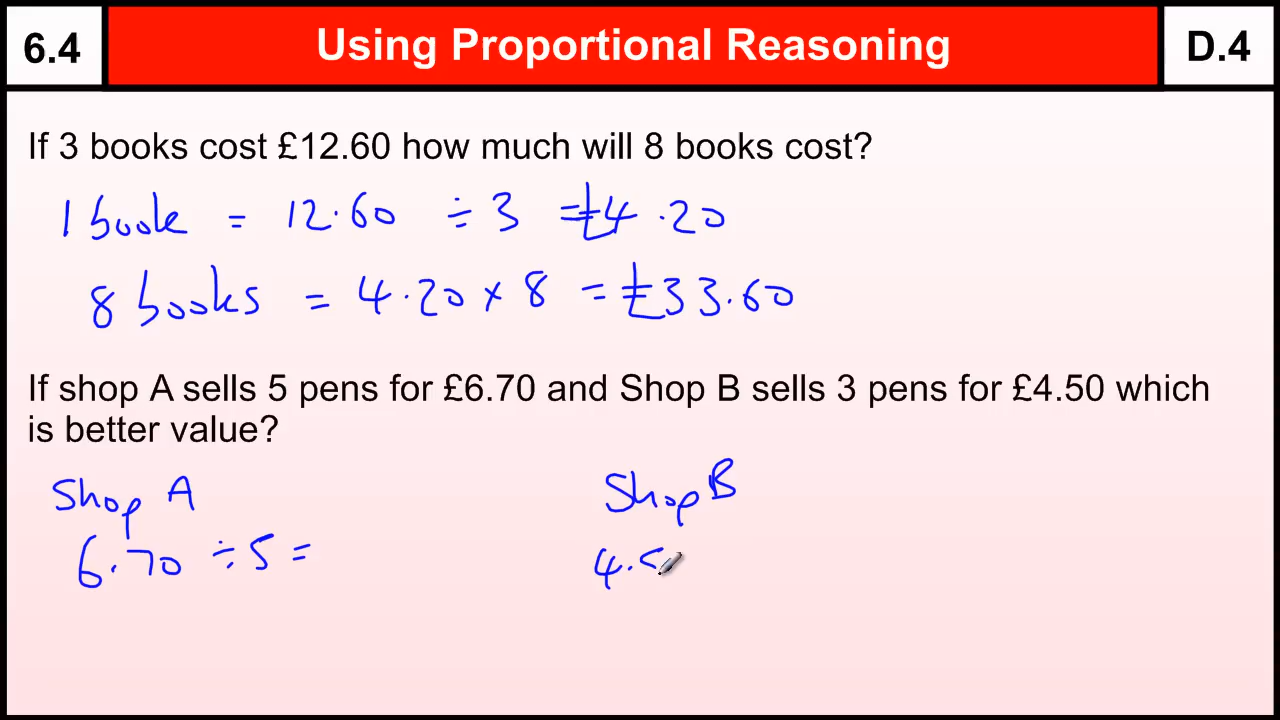 6.4 Using Proportional Reasoning D.4
If 3 books cost £12.60 how much will 8 books cost?
1 book = 12.60 ÷ 3 = £4.20
8 books = 4.20 × 8 = £33.60
If shop A sells 5 pens for £6.70 and Shop B sells 3 pens for £4.50 which
is better value?
Shop A Shop B
6.70 ÷ 5 = 4.5